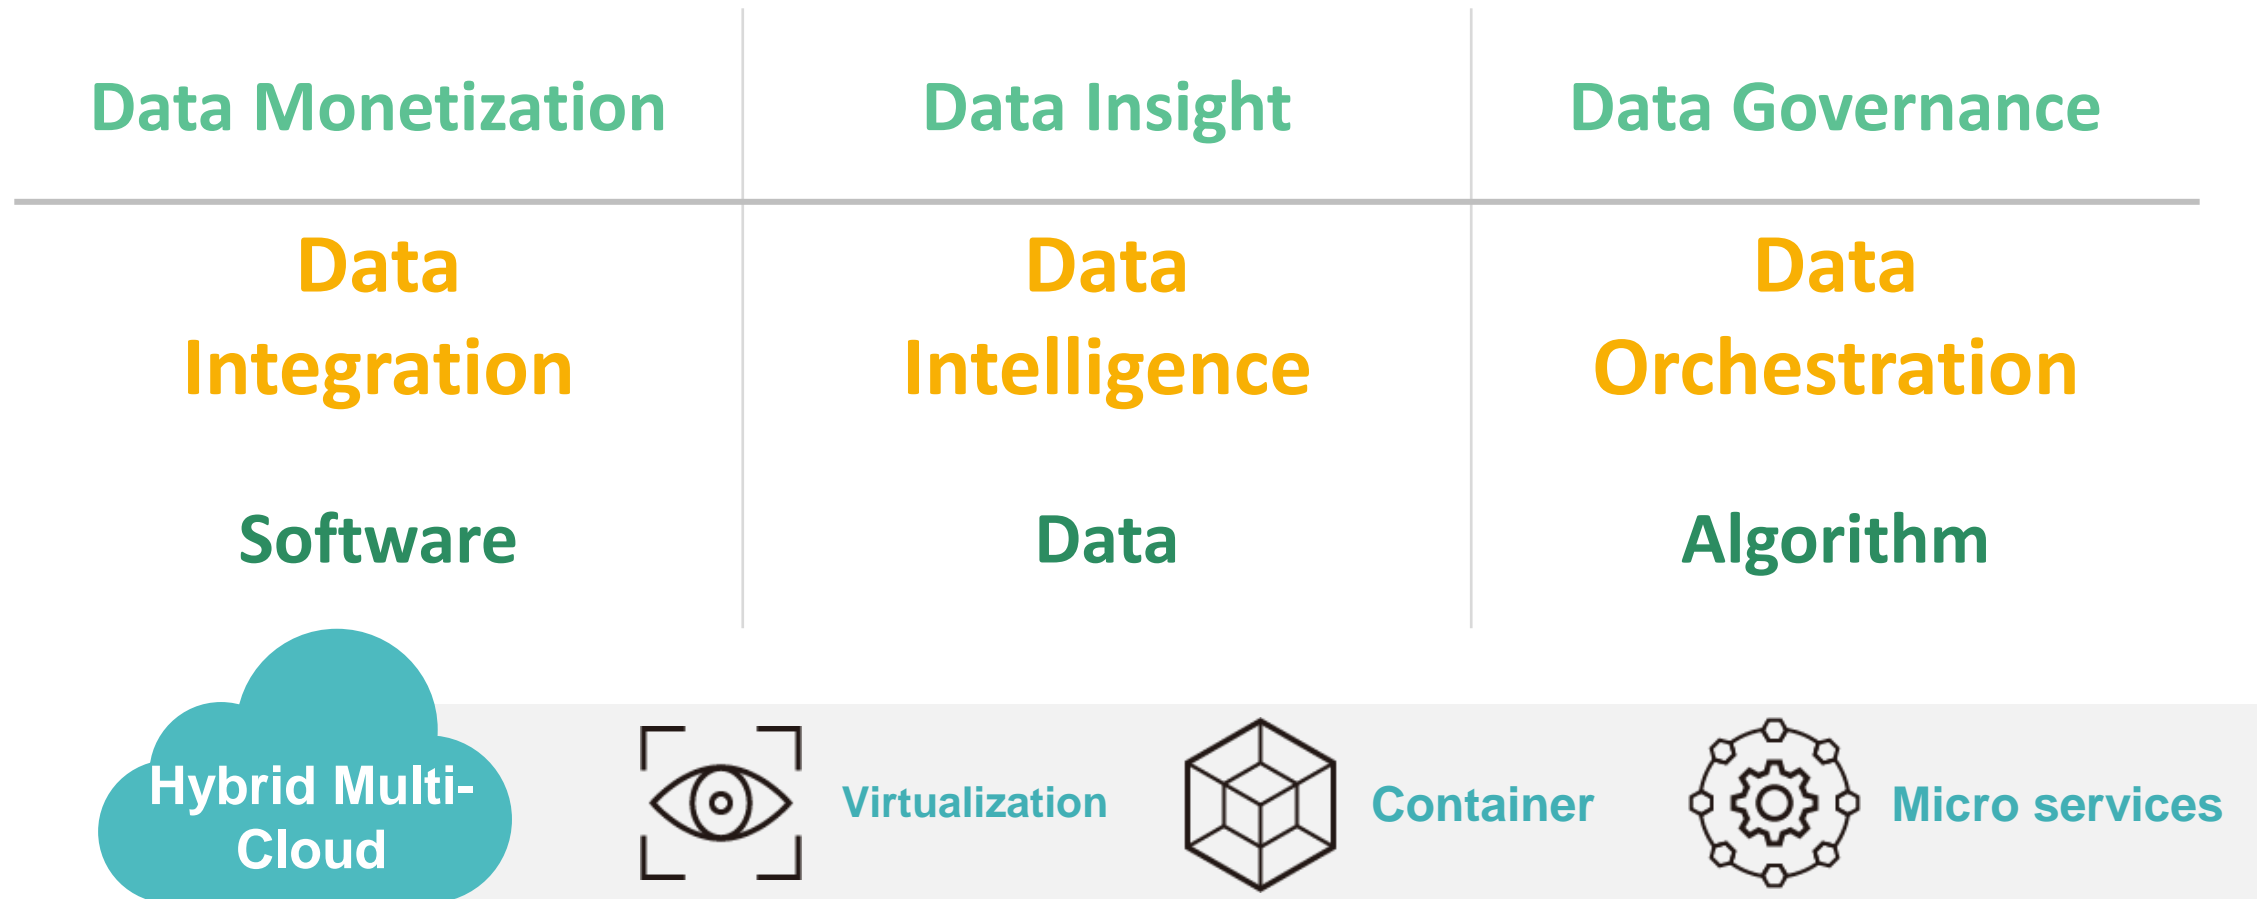 Data Monetization
Data Insight
Data Governance
Data
Integration
Data
Intelligence
Data
Orchestration
Software
Data
Algorithm
Hybrid Multi-
Cloud
Virtualization
Container
Micro services